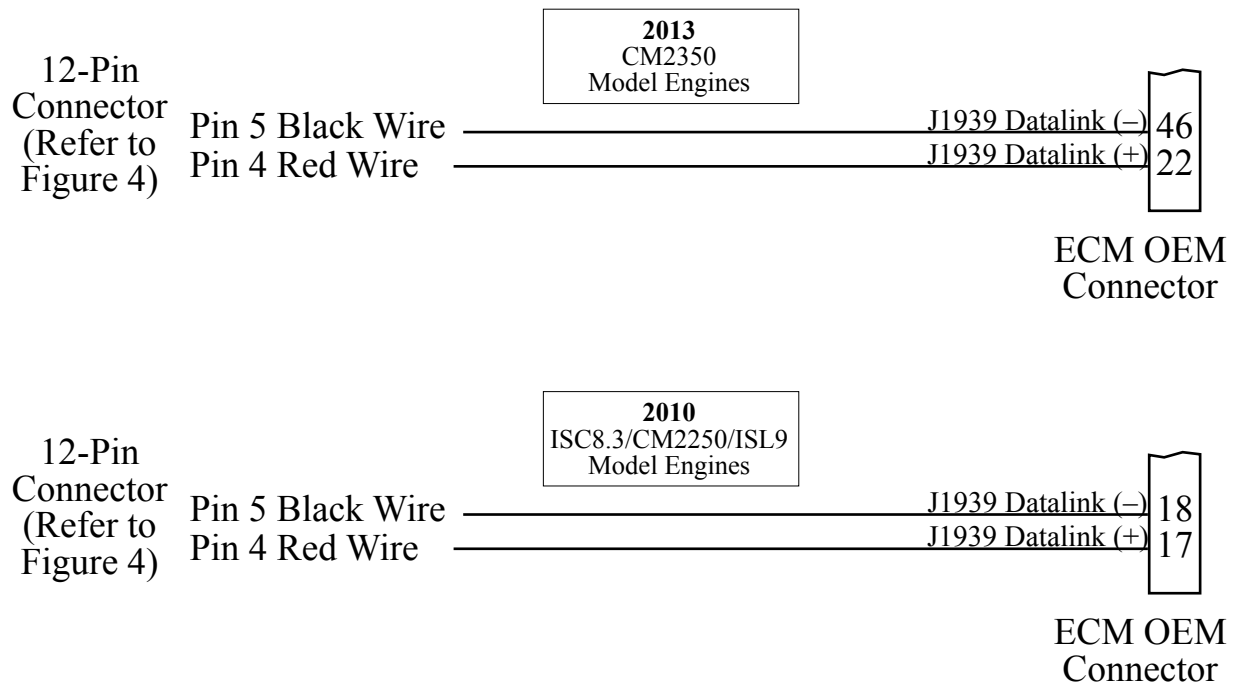 2013
CM2350
Model Engines
12-Pin
Connector
(Refer to
Figure 4)
Pin 5 Black Wire
J1939 Datalink (–)
46
Pin 4 Red Wire
J1939 Datalink (+)
22
ECM OEM
Connector
2010
ISC8.3/CM2250/ISL9
Model Engines
12-Pin
Connector
(Refer to
Figure 4)
Pin 5 Black Wire
J1939 Datalink (–)
18
Pin 4 Red Wire
J1939 Datalink (+)
17
ECM OEM
Connector